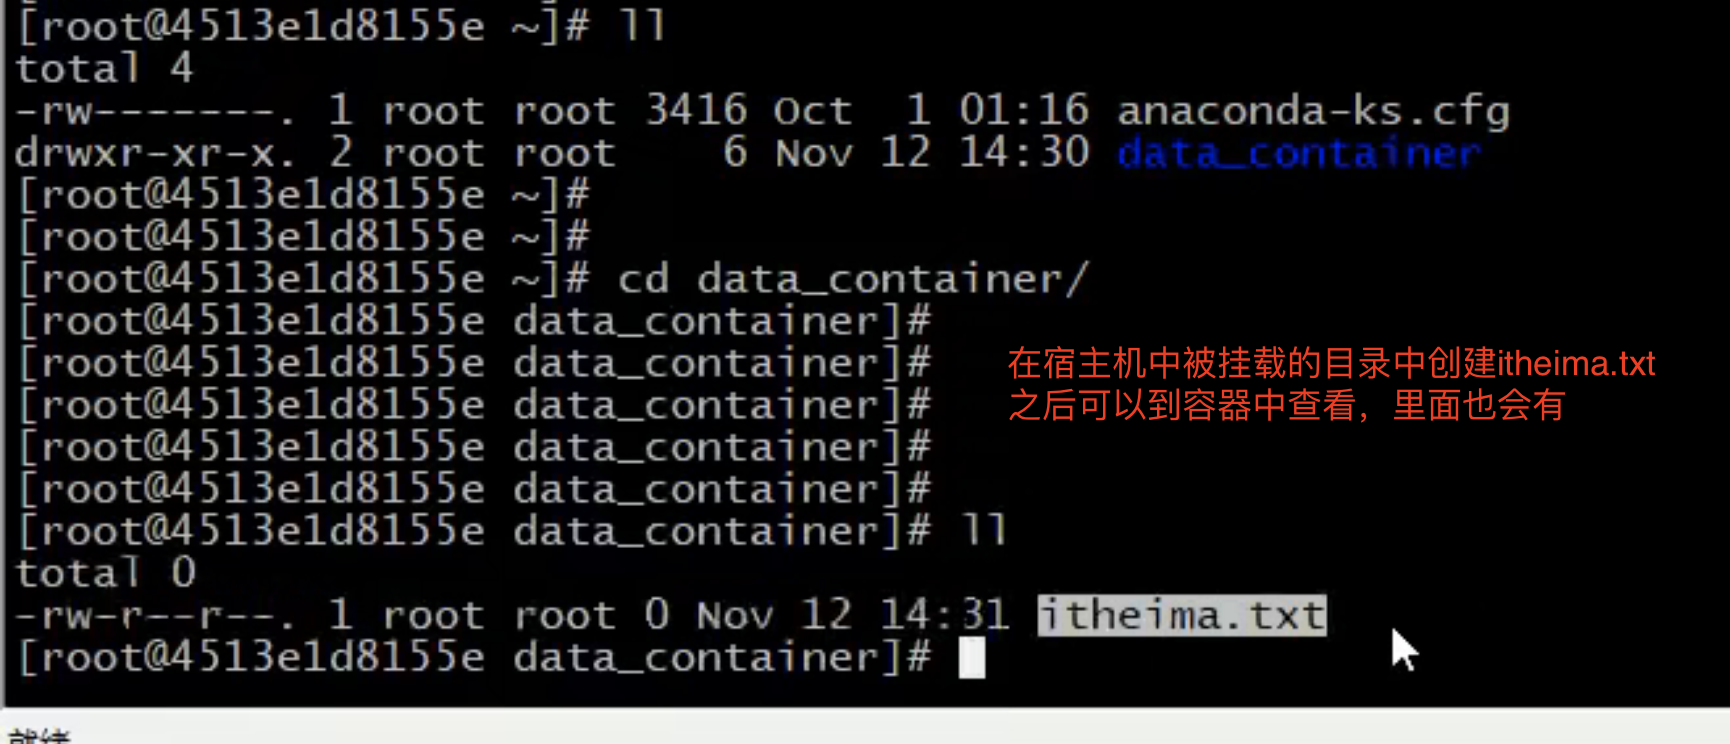 [root@4513e1d8155e ~]# ll
total 4
-rw-------. 1 root root 3416 Oct  1 01:16 anaconda-ks.cfg
drwxr-xr-x. 2 root root    6 Nov 12 14:30 data_container
[root@4513e1d8155e ~]#
[root@4513e1d8155e ~]#
[root@4513e1d8155e ~]# cd data_container/
[root@4513e1d8155e data_container]#
[root@4513e1d8155e data_container]#
[root@4513e1d8155e data_container]#
[root@4513e1d8155e data_container]#
[root@4513e1d8155e data_container]#
[root@4513e1d8155e data_container]# ll
total 0
-rw-r--r--. 1 root root 0 Nov 12 14:31 itheima.txt
[root@4513e1d8155e data_container]#
在宿主机中被挂载的目录中创建itheima.txt
之后可以到容器中查看，里面也会有
就绪